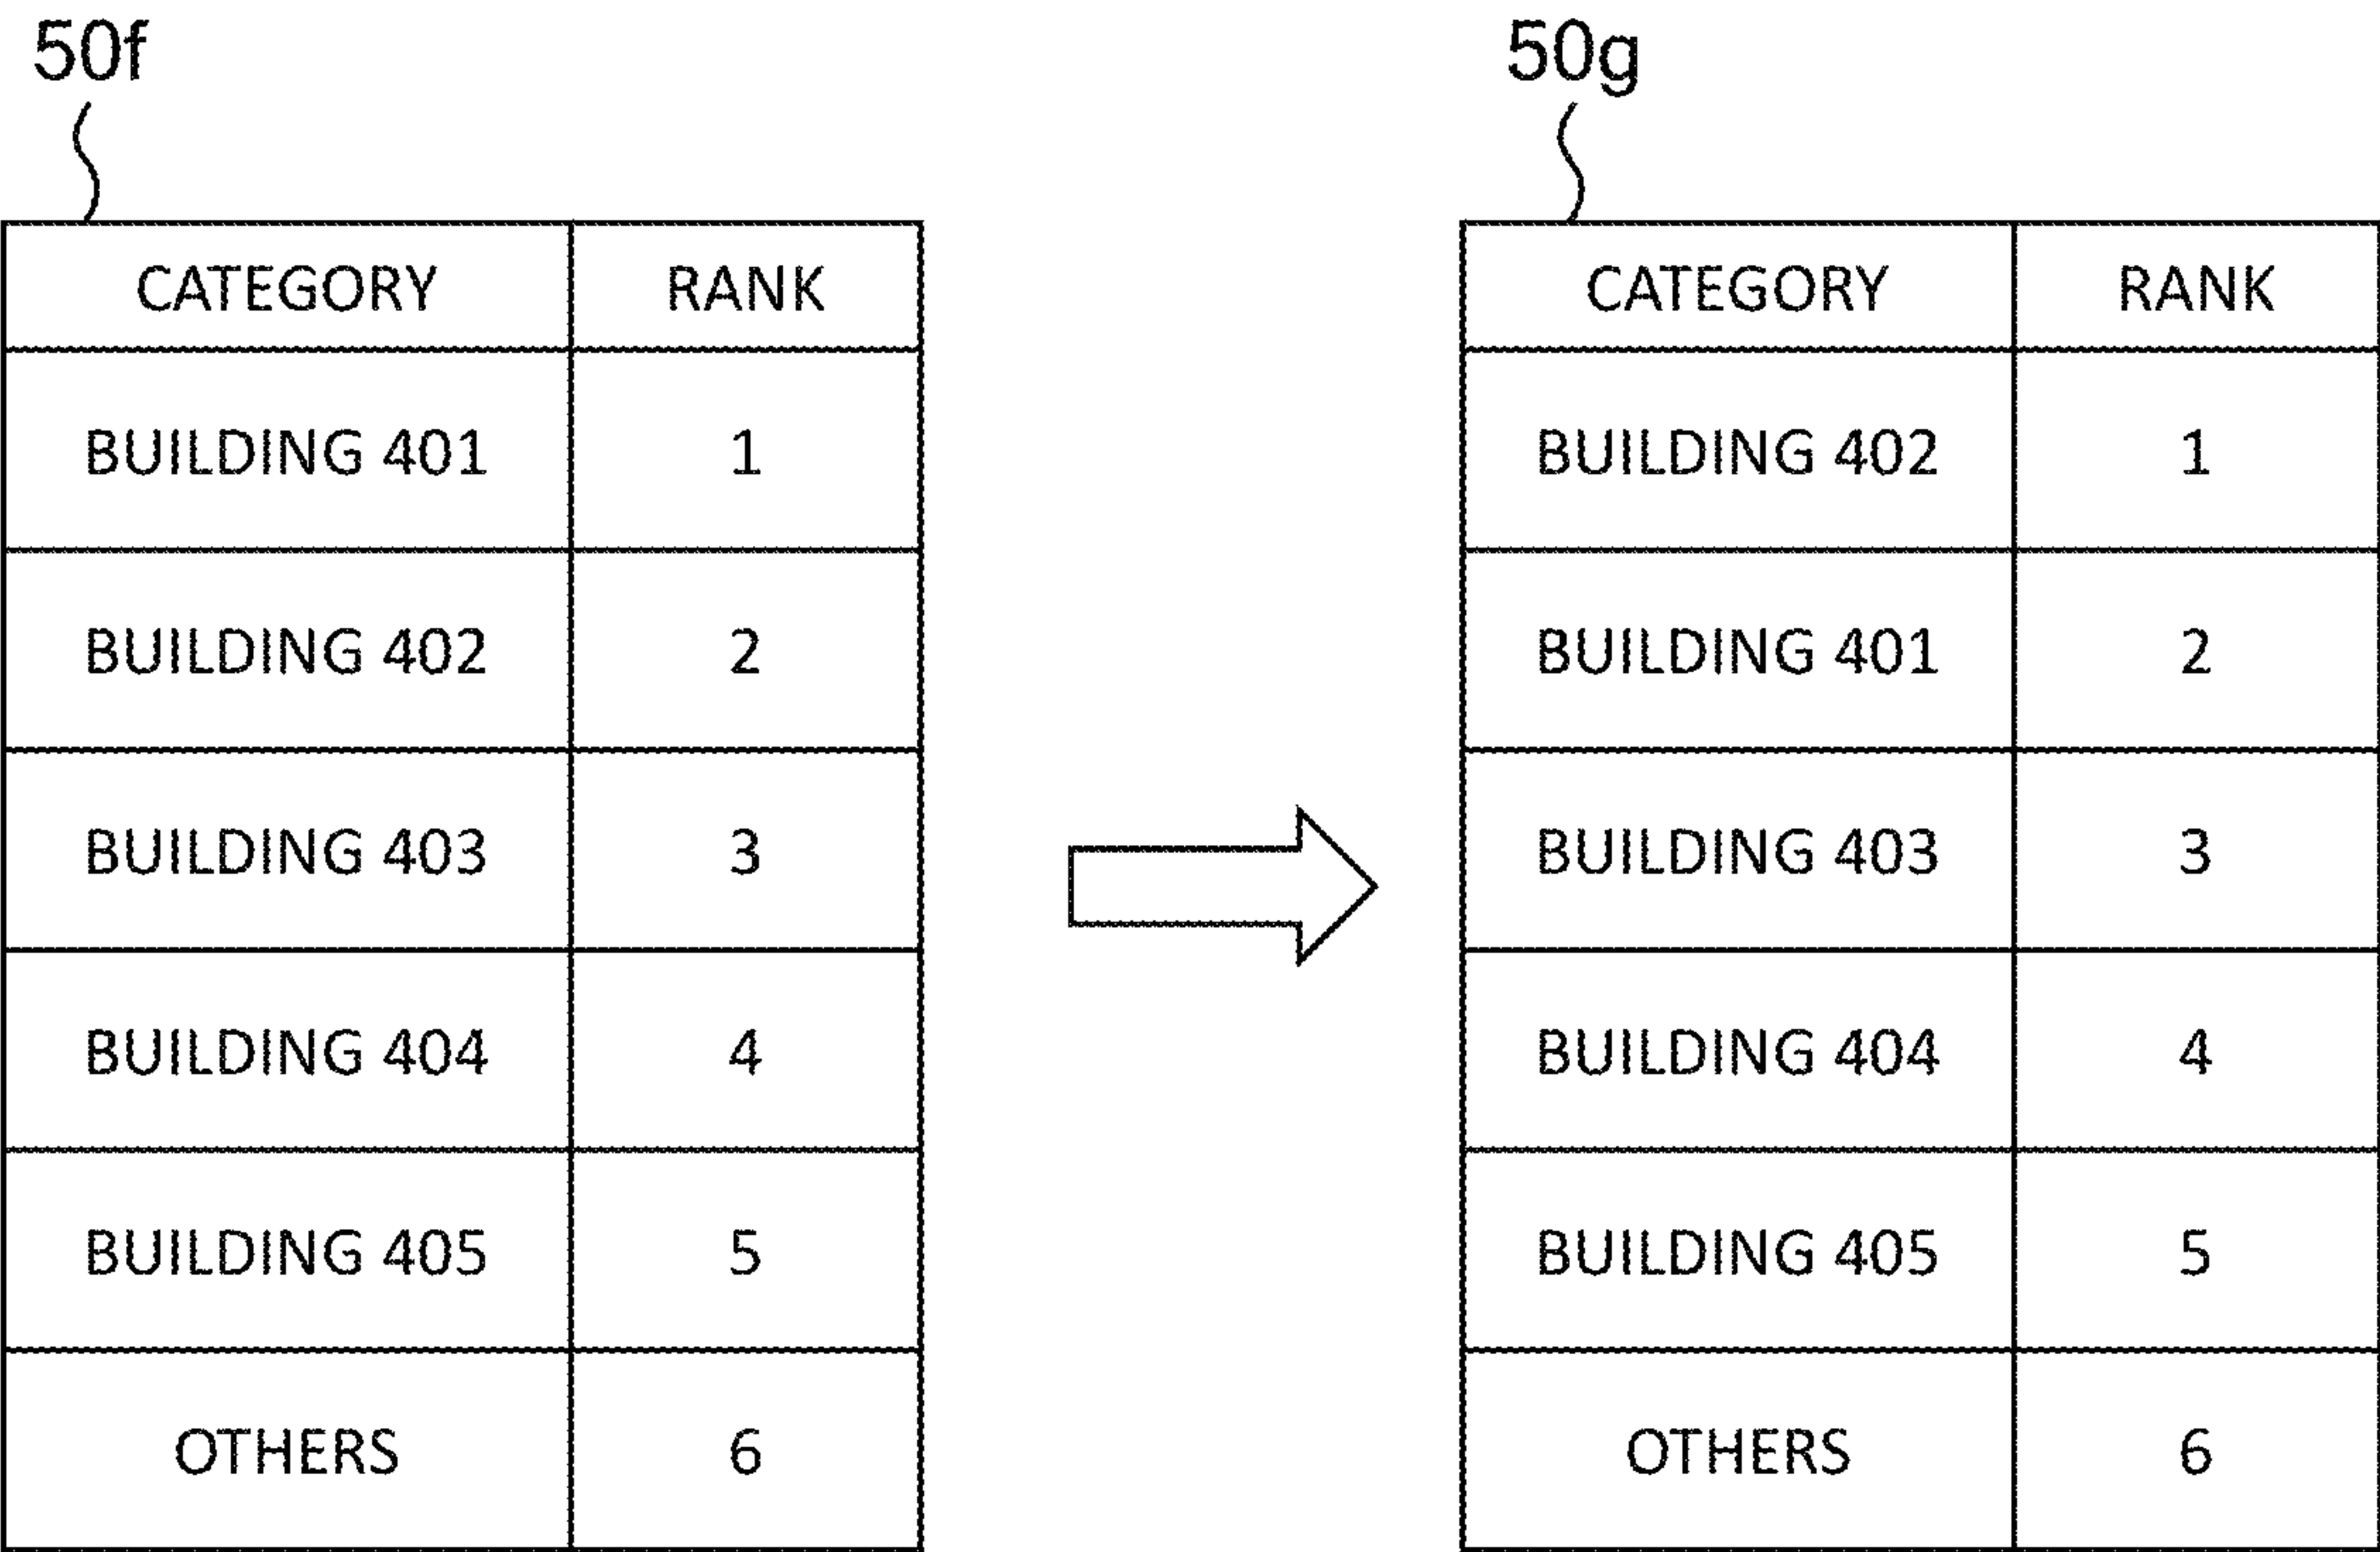 50f
CATEGORY RANK
BUILDING 401 1
BUILDING 402 2
BUILDING 403 3
BUILDING 404 4
BUILDING 405 5
OTHERS 6
50g
CATEGORY RANK
BUILDING 402 1
BUILDING 401 2
BUILDING 403 3
BUILDING 404 4
BUILDING 405 5
OTHERS 6